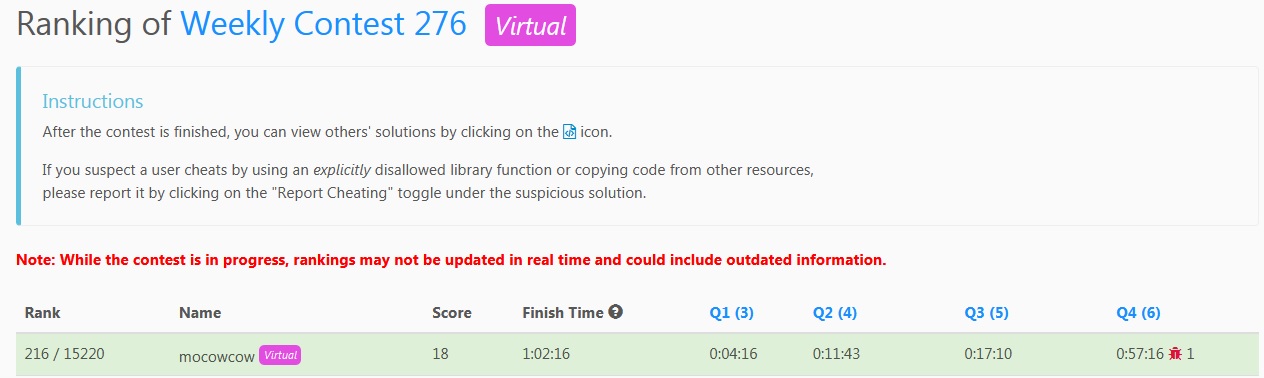 Ranking of Weekly Contest 276 Virtual
Instructions
After the contest is finished, you can view others' solutions by clicking on the icon.
If you suspect a user cheats by using an explicitly disallowed library function or copying code from other resources,
please report it by clicking on the "Report Cheating" toggle under the suspicious solution.
Note: While the contest is in progress, rankings may not be updated in real time and could include outdated information.
Rank Name Score Finish Time ? Q1 (3) Q2 (4) Q3 (5) Q4 (6)
216 / 15220 mocowcow Virtual 18 1:02:16 0:04:16 0:11:43 0:17:10 0:57:16 1